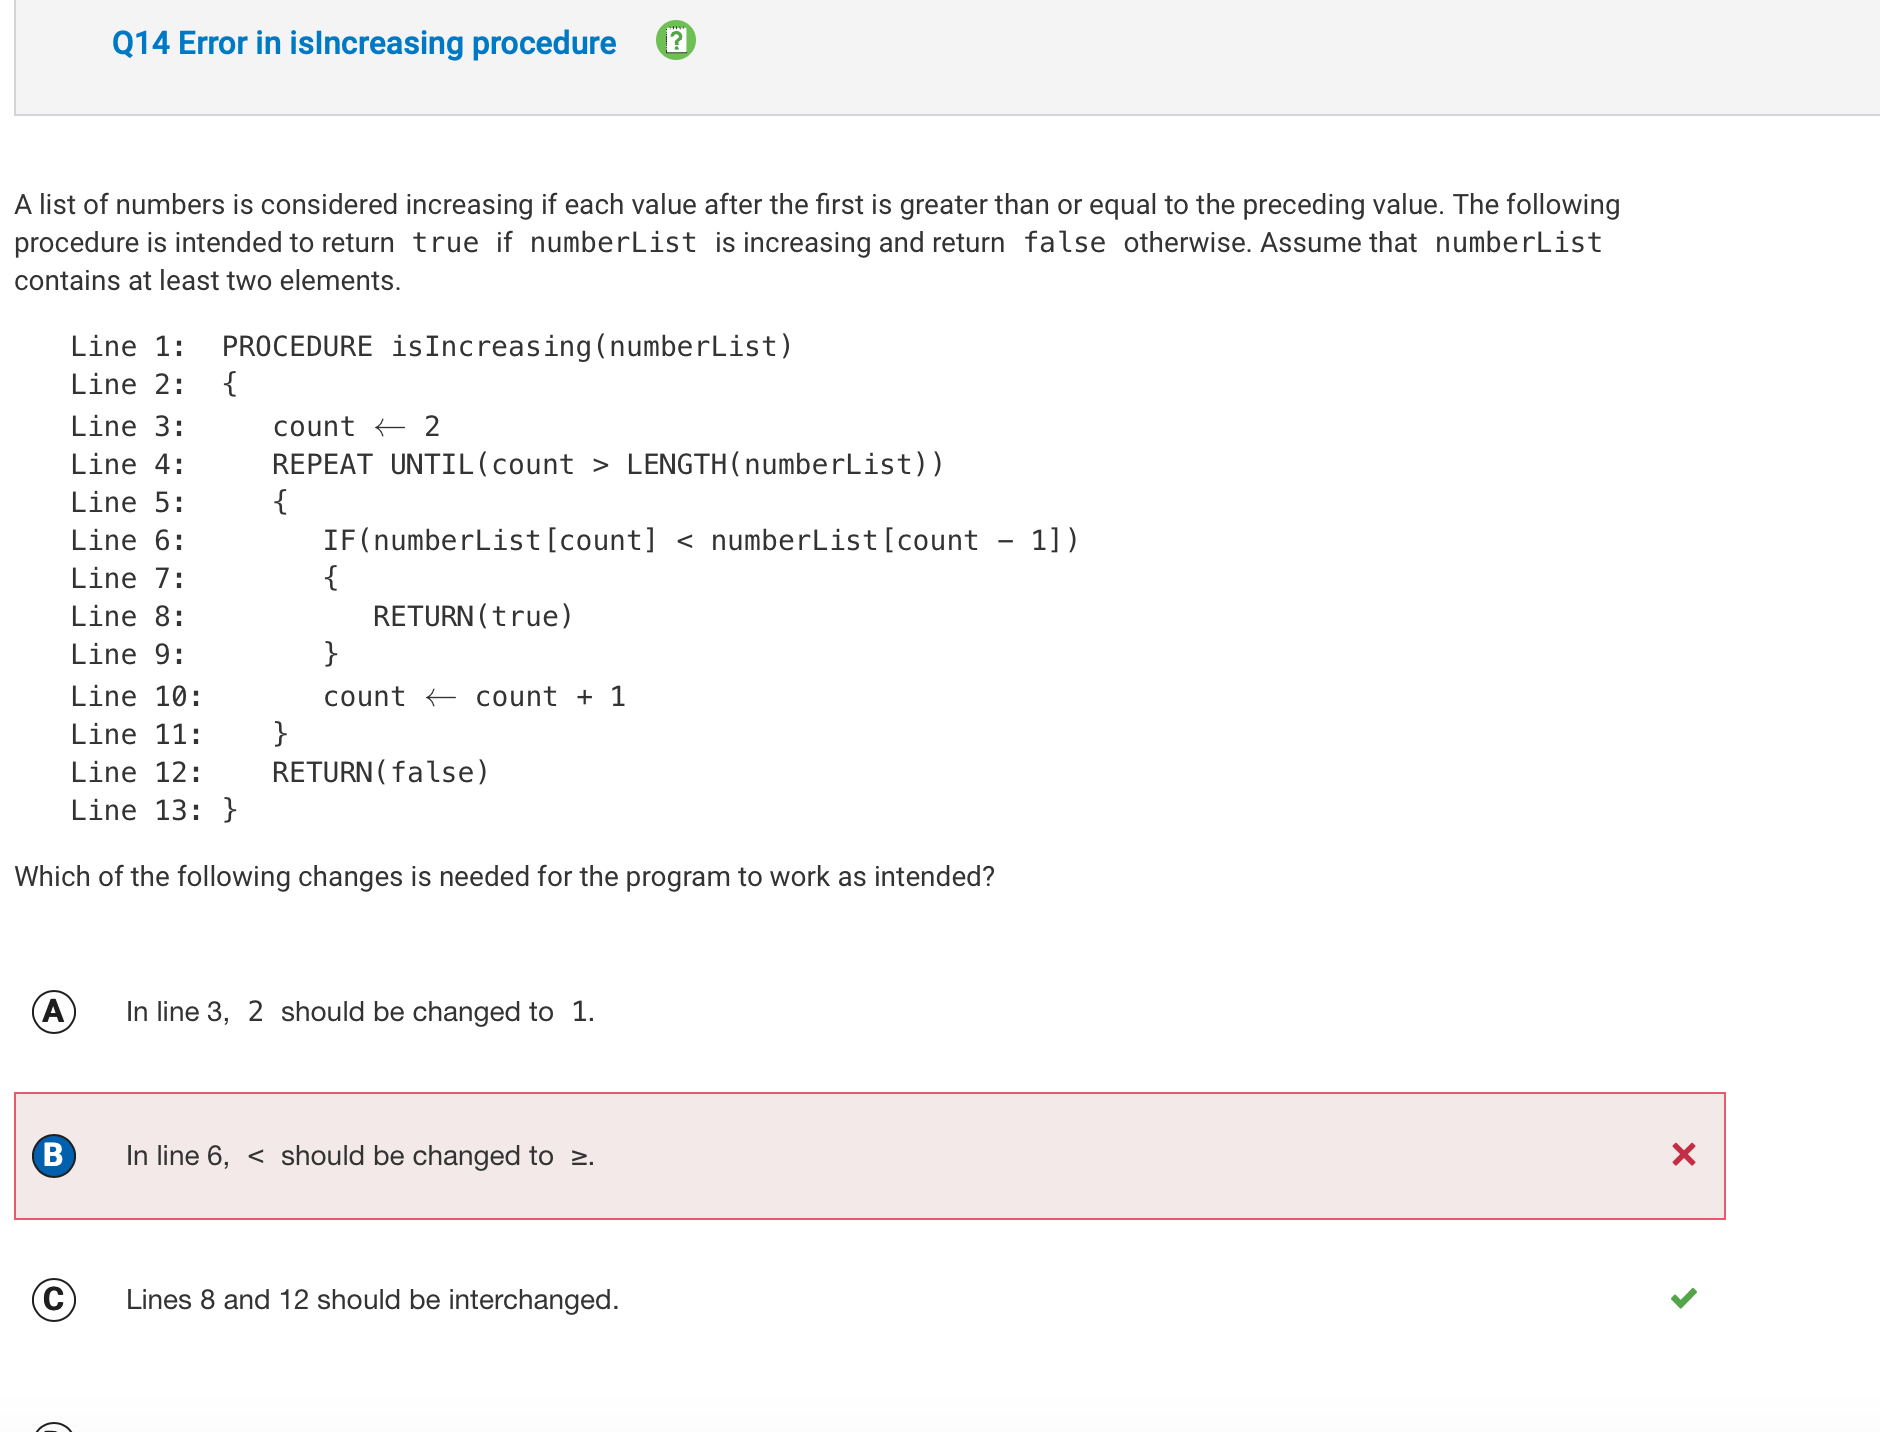 Q14 Error in isIncreasing procedure ?
A list of numbers is considered increasing if each value after the first is greater than or equal to the preceding value. The following
procedure is intended to return true if numberList is increasing and return false otherwise. Assume that numberList
contains at least two elements.
Line 1: PROCEDURE isIncreasing(numberList)
Line 2: {
Line 3: count ← 2
Line 4: REPEAT UNTIL(count > LENGTH(numberList))
Line 5: {
Line 6: IF(numberList[count] < numberList[count − 1])
Line 7: {
Line 8: RETURN(true)
Line 9: }
Line 10: count ← count + 1
Line 11: }
Line 12: RETURN(false)
Line 13: }
Which of the following changes is needed for the program to work as intended?
A In line 3, 2 should be changed to 1.
B In line 6, < should be changed to ≥.
C Lines 8 and 12 should be interchanged.